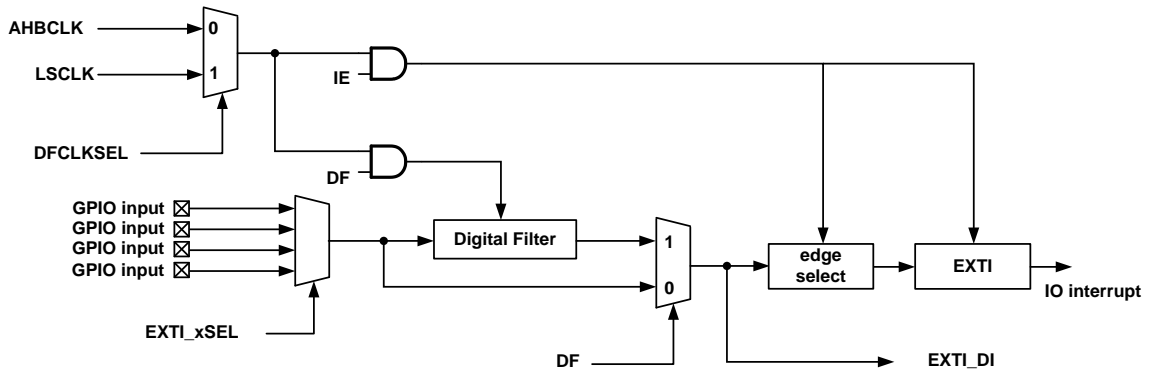 AHBCLK
0
LSCLK
1
IE
DFCLKSEL
DF
GPIO input
GPIO input
GPIO input
GPIO input
Digital Filter
1
0
edge
select
EXTI
IO interrupt
EXTI_xSEL
DF
EXTI_DI